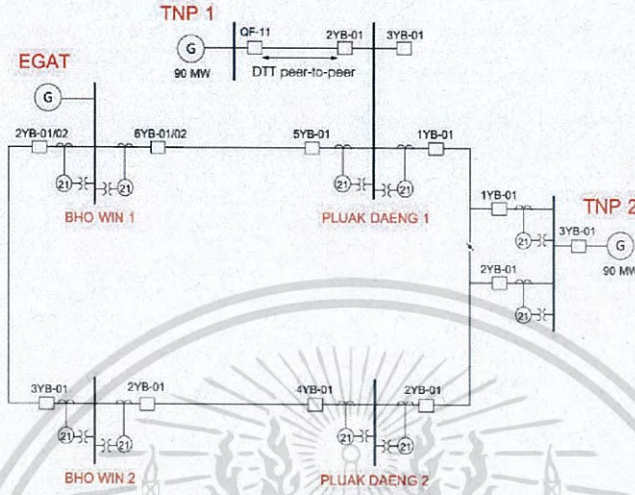 TNP 1
QF-11
2YB-01
3YB-01
G
90 MW
DTT peer-to-peer
EGAT
G
2YB-01/02
6YB-01/02
5YB-01
1YB-01
21
21
21
21
BHO WIN 1
PLUAK DAENG 1
1YB-01
TNP 2
21
3YB-01
G
90 MW
2YB-01
21
3YB-01
2YB-01
4YB-01
2YB-01
21
21
21
21
BHO WIN 2
PLUAK DAENG 2